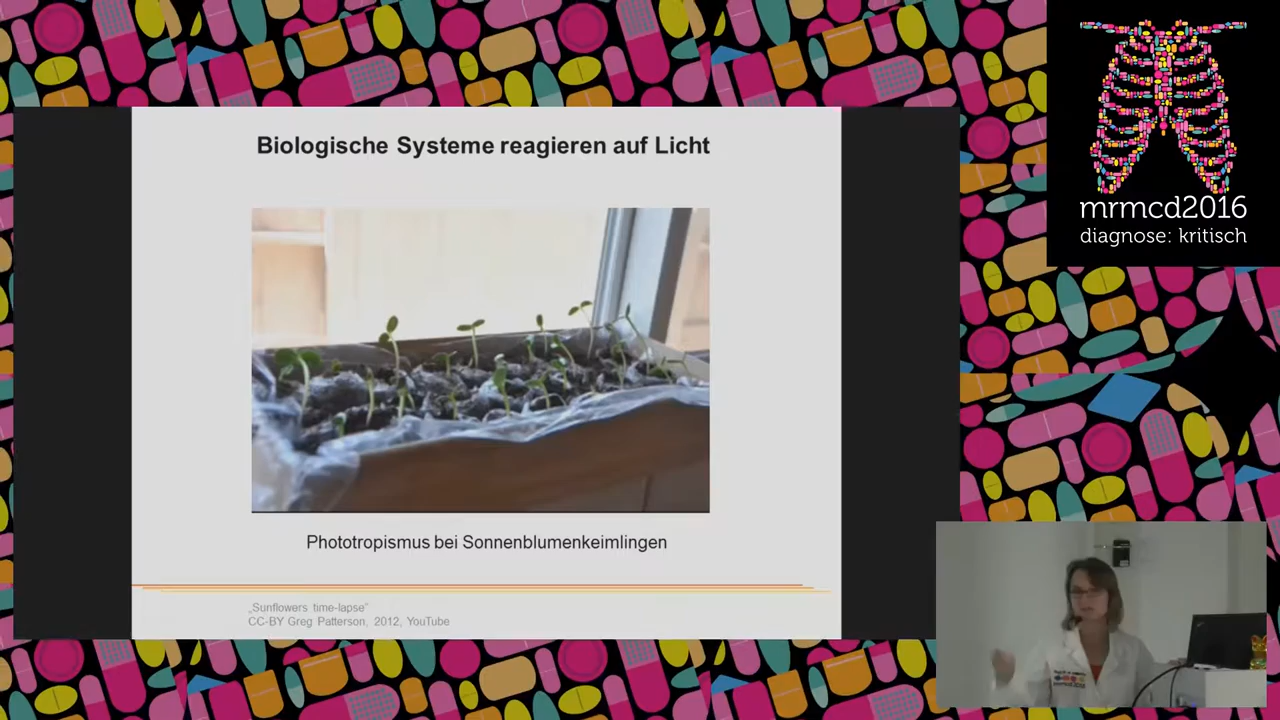 Biologische Systeme reagieren auf Licht
Phototropismus bei Sonnenblumenkeimlingen
„Sunflowers time-lapse"
CC-BY Greg Patterson, 2012, YouTube
mrmcd2016
diagnose: kritisch
mrmcd2016